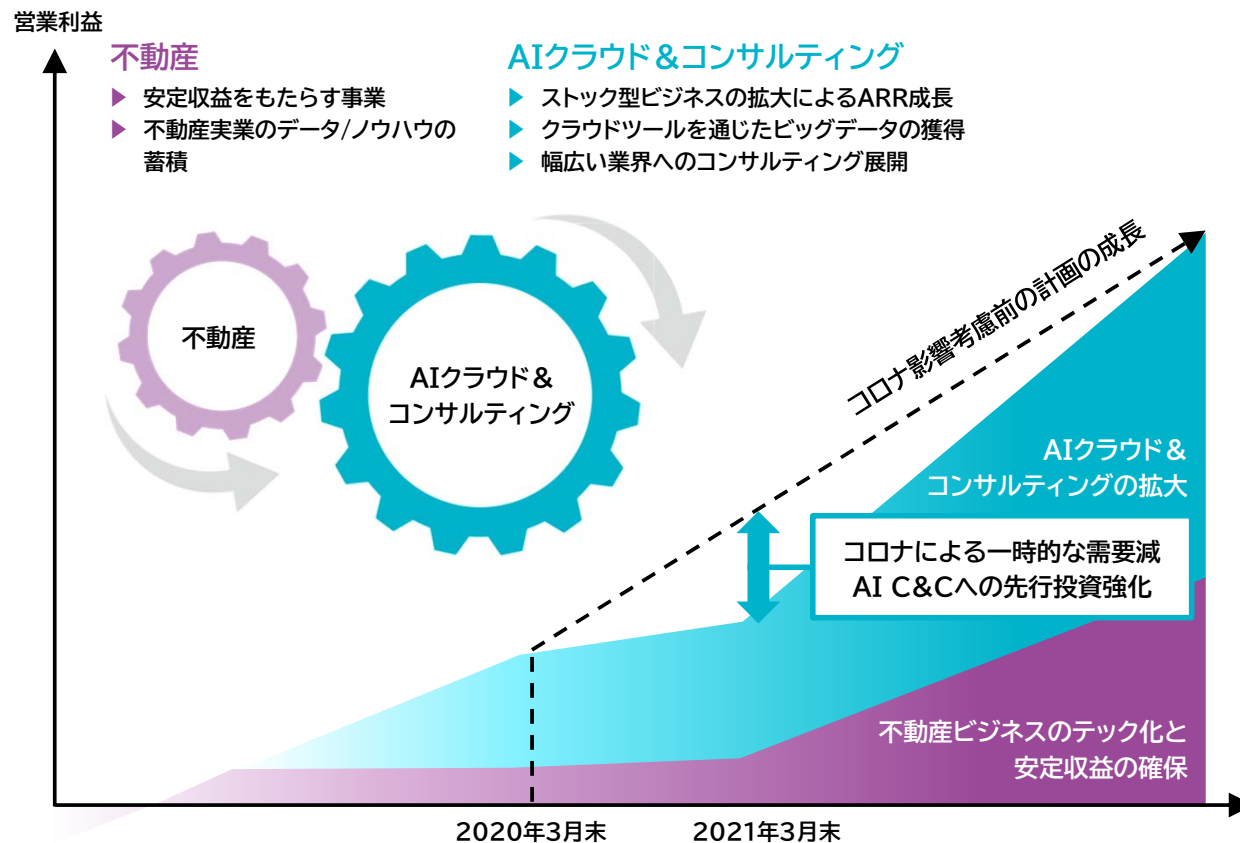 営業利益
不動産
▶ 安定収益をもたらす事業
▶ 不動産実業のデータ/ノウハウの
蓄積
AIクラウド&コンサルティング
▶ ストック型ビジネスの拡大によるARR成長
▶ クラウドツールを通じたビッグデータの獲得
▶ 幅広い業界へのコンサルティング展開
不動産
AIクラウド&
コンサルティング
コロナ影響考慮前の計画の成長
AIクラウド&
コンサルティングの拡大
コロナによる一時的な需要減
AI C&Cへの先行投資強化
不動産ビジネスのテック化と
安定収益の確保
2020年3月末
2021年3月末